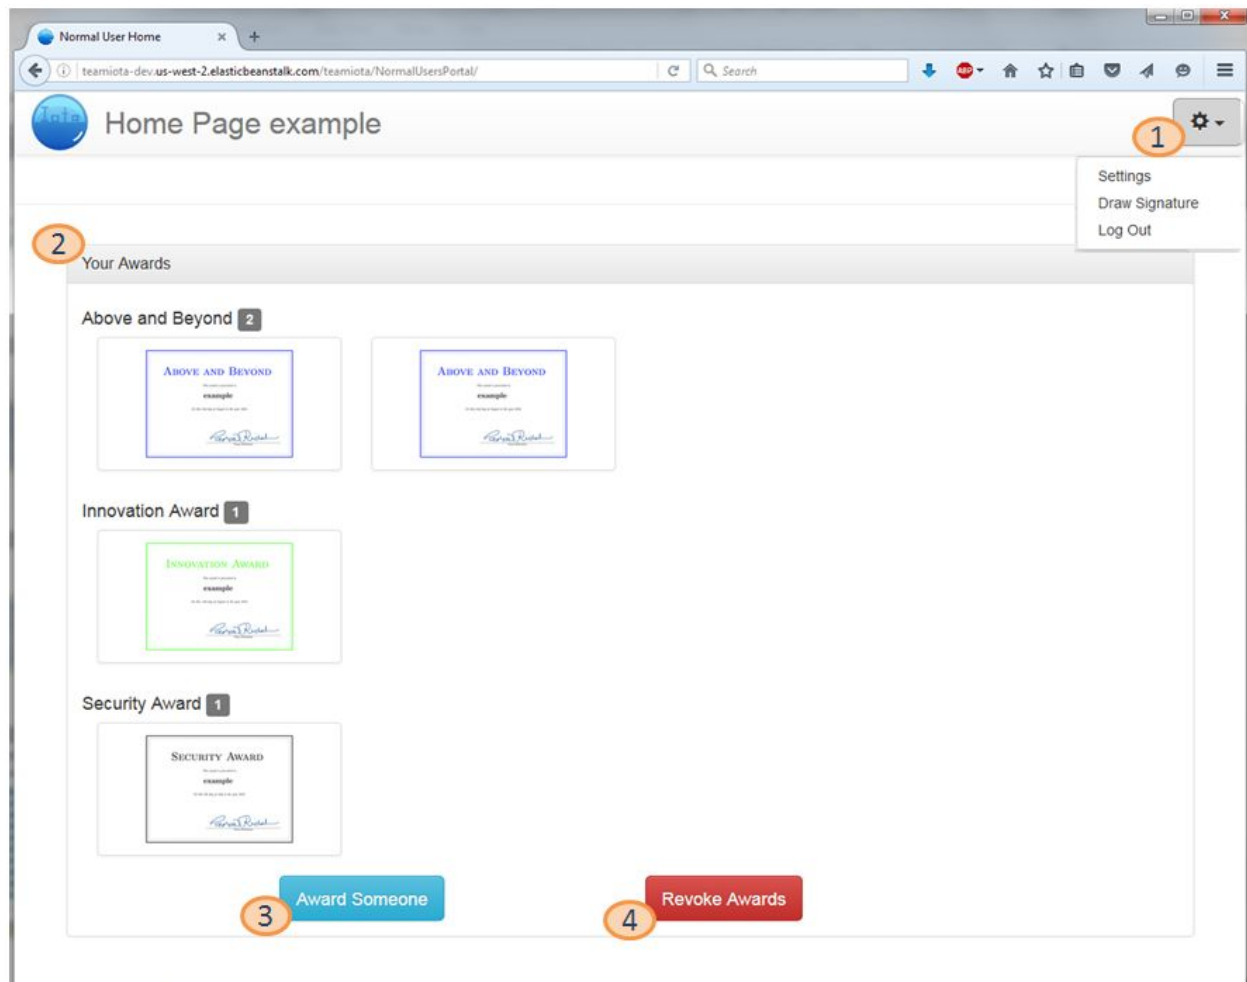 Normal User Home
teamiota-dev.us-west-2.elasticbeanstalk.com/teamiota/NormalUsersPortal/
Search
ABP
Iota
Home Page example
1
Settings
Draw Signature
Log Out
2
Your Awards
Above and Beyond 2
ABOVE AND BEYOND
example
ABOVE AND BEYOND
example
Innovation Award 1
INNOVATION AWARD
example
Security Award 1
SECURITY AWARD
example
3
Award Someone
4
Revoke Awards